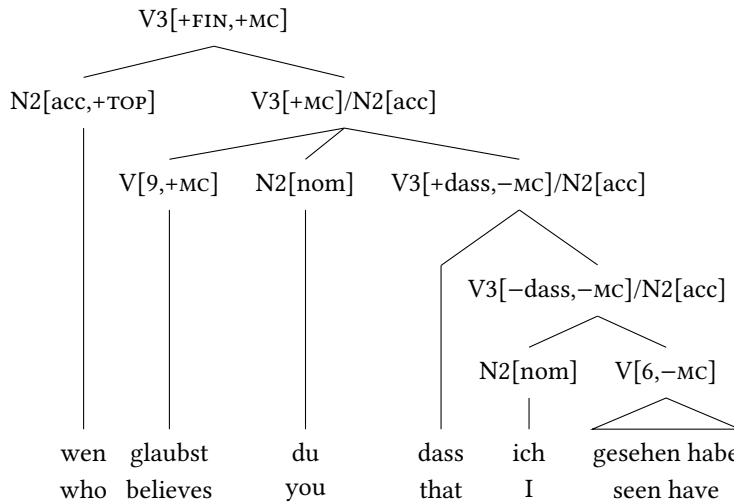 V3[+FIN,+MC]
N2[acc,+TOP] V3[+MC]/N2[acc]
V[9,+MC] N2[nom] V3[+dass,−MC]/N2[acc]
V3[−dass,−MC]/N2[acc]
N2[nom] V[6,−MC]
wen glaubst du dass ich gesehen habe
who believes you that I seen have